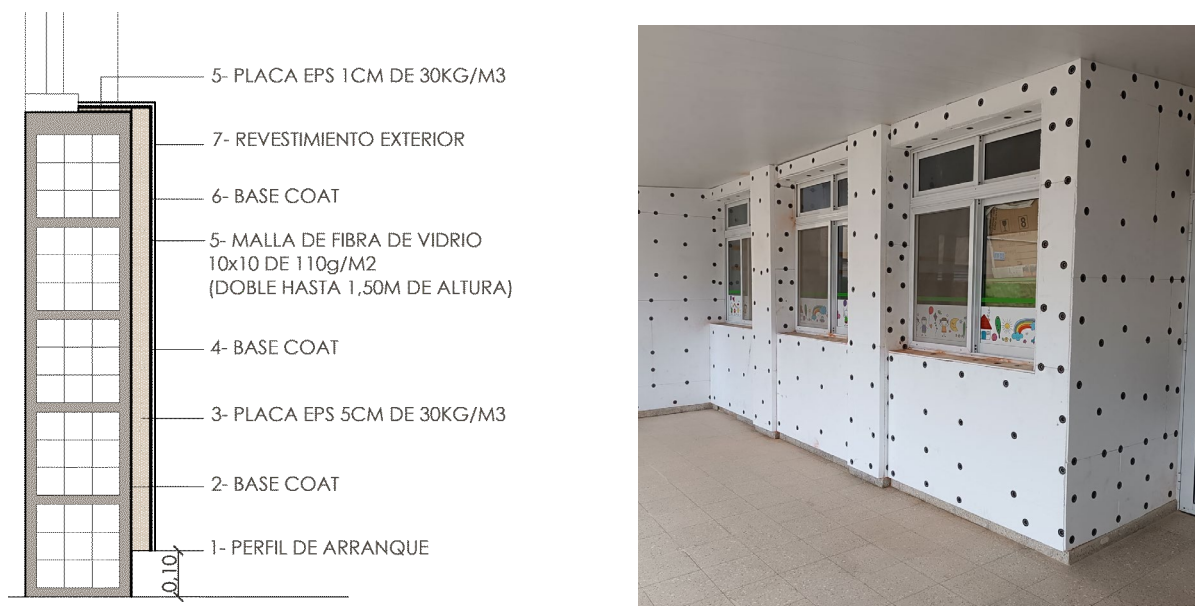 5- PLACA EPS 1CM DE 30KG/M3
7- REVESTIMIENTO EXTERIOR
6- BASE COAT
5- MALLA DE FIBRA DE VIDRIO
10x10 DE 110g/M2
(DOBLE HASTA 1,50M DE ALTURA)
4- BASE COAT
3- PLACA EPS 5CM DE 30KG/M3
2- BASE COAT
1- PERFIL DE ARRANQUE
0,10